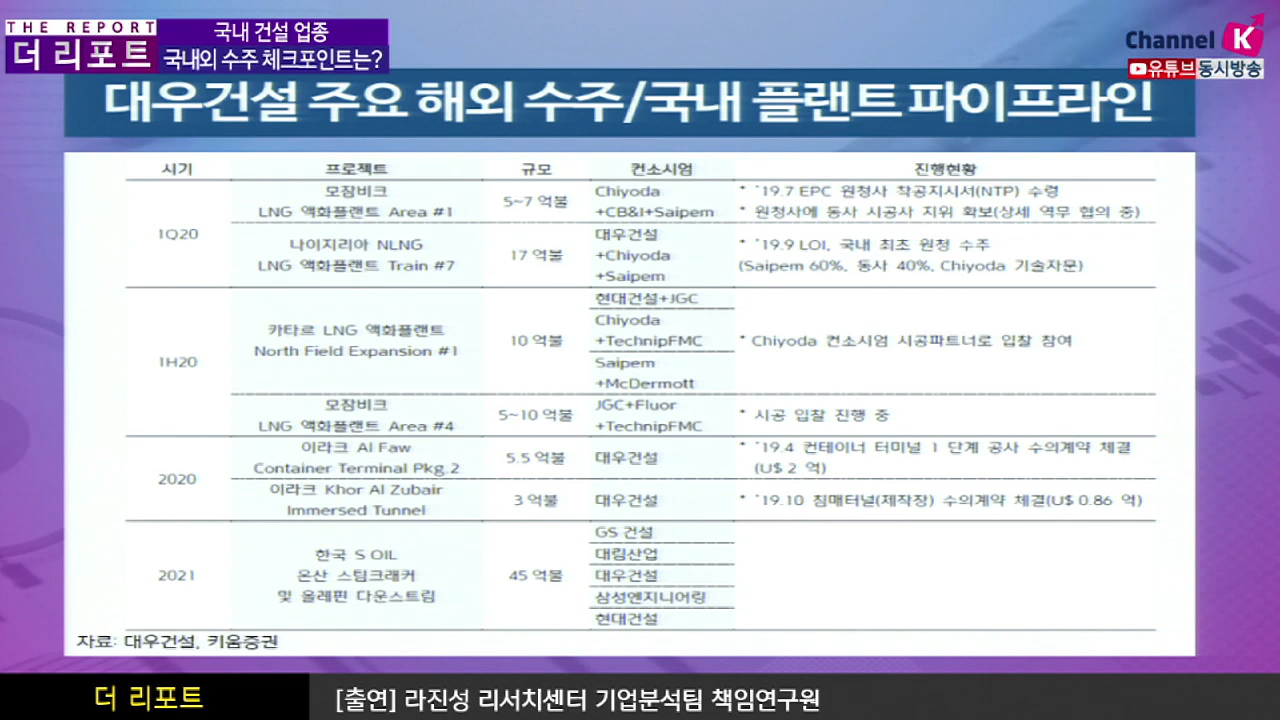 THE REPORT
더 리포트
국내 건설 업종
국내외 수주 체크포인트는?
Channel K
유튜브 동시방송
대우건설 주요 해외 수주/국내 플랜트 파이프라인
시기 프로젝트 규모 컨소시엄 진행현황
1Q20
모잠비크
LNG 액화플랜트 Area #1
5~7 억불
Chiyoda
+CB&I+Saipem
* '19.7 EPC 원청사 착공지시서(NTP) 수령
* 원청사에 동사 시공사 지위 확보(상세 역무 협의 중)
나이지리아 NLNG
LNG 액화플랜트 Train #7
17 억불
대우건설
+Chiyoda
+Saipem
* '19.9 LOI, 국내 최초 원청 수주
(Saipem 60%, 동사 40%, Chiyoda 기술자문)
1H20
카타르 LNG 액화플랜트
North Field Expansion #1
10 억불
현대건설+JGC
Chiyoda
+TechnipFMC
Saipem
+McDermott
* Chiyoda 컨소시엄 시공파트너로 입찰 참여
모잠비크
LNG 액화플랜트 Area #4
5~10 억불
JGC+Fluor
+TechnipFMC
* 시공 입찰 진행 중
2020
이라크 Al Faw
Container Terminal Pkg.2
5.5 억불
대우건설
* '19.4 컨테이너 터미널 1 단계 공사 수의계약 체결
(U$ 2 억)
이라크 Khor Al Zubair
Immersed Tunnel
3 억불
대우건설
* '19.10 침매터널(제작장) 수의계약 체결(U$ 0.86 억)
2021
한국 S OIL
온산 스팀크래커
및 올레핀 다운스트림
45 억불
GS 건설
대림산업
대우건설
삼성엔지니어링
현대건설
자료: 대우건설, 키움증권
더 리포트
[출연] 라진성 리서치센터 기업분석팀 책임연구원